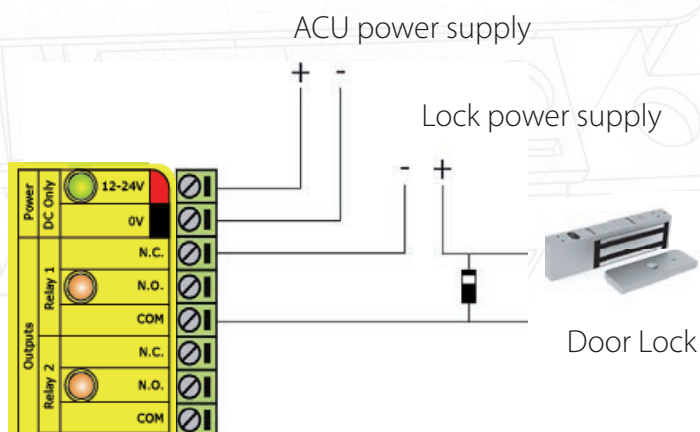 ACU power supply
+ -
Lock power supply
- +
Power
DC Only
12-24V
0V
Outputs
Relay 1
N.C.
N.O.
COM
Relay 2
N.C.
N.O.
COM
Door Lock